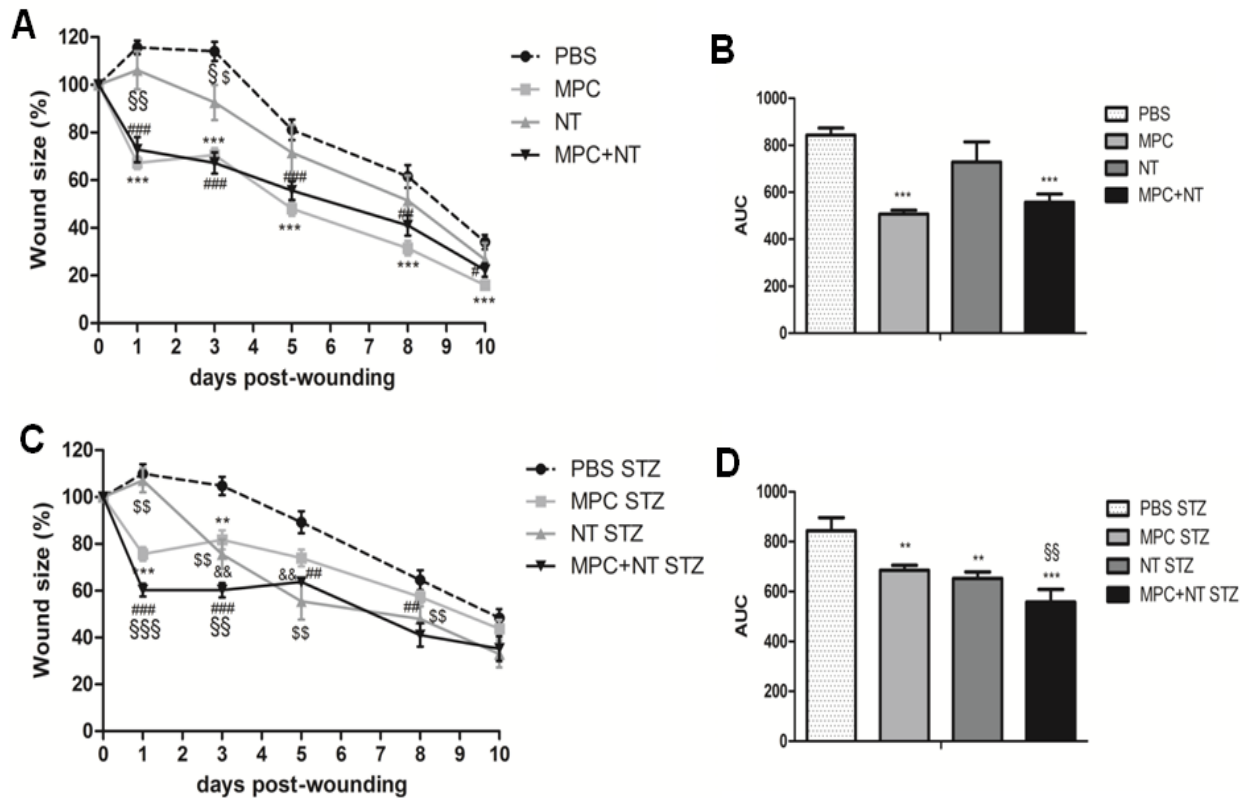 A
Wound size (%)
120
100
80
60
40
20
0
0 1 2 3 4 5 6 7 8 9 10
days post-wounding
PBS
MPC
NT
MPC+NT
§§
###
***
§ $
***
###
###
***
##
***
#
***
B
AUC
1000
800
600
400
200
0
***
***
PBS
MPC
NT
MPC+NT
C
Wound size (%)
120
100
80
60
40
20
0
0 1 2 3 4 5 6 7 8 9 10
days post-wounding
PBS STZ
MPC STZ
NT STZ
MPC+NT STZ
$$
***
###
§§§
**
$$
&&
###
§§
&& ##
$$
##
$$
D
AUC
1000
800
600
400
200
0
**
**
§§
***
PBS STZ
MPC STZ
NT STZ
MPC+NT STZ